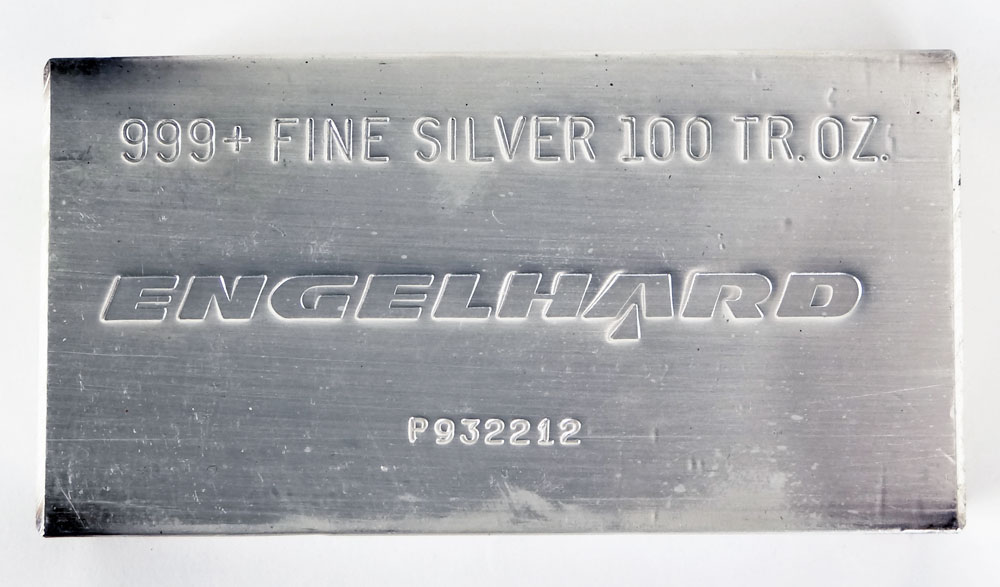 999+ FINE SILVER 100 TR. OZ.
ENGELHARD
P932212